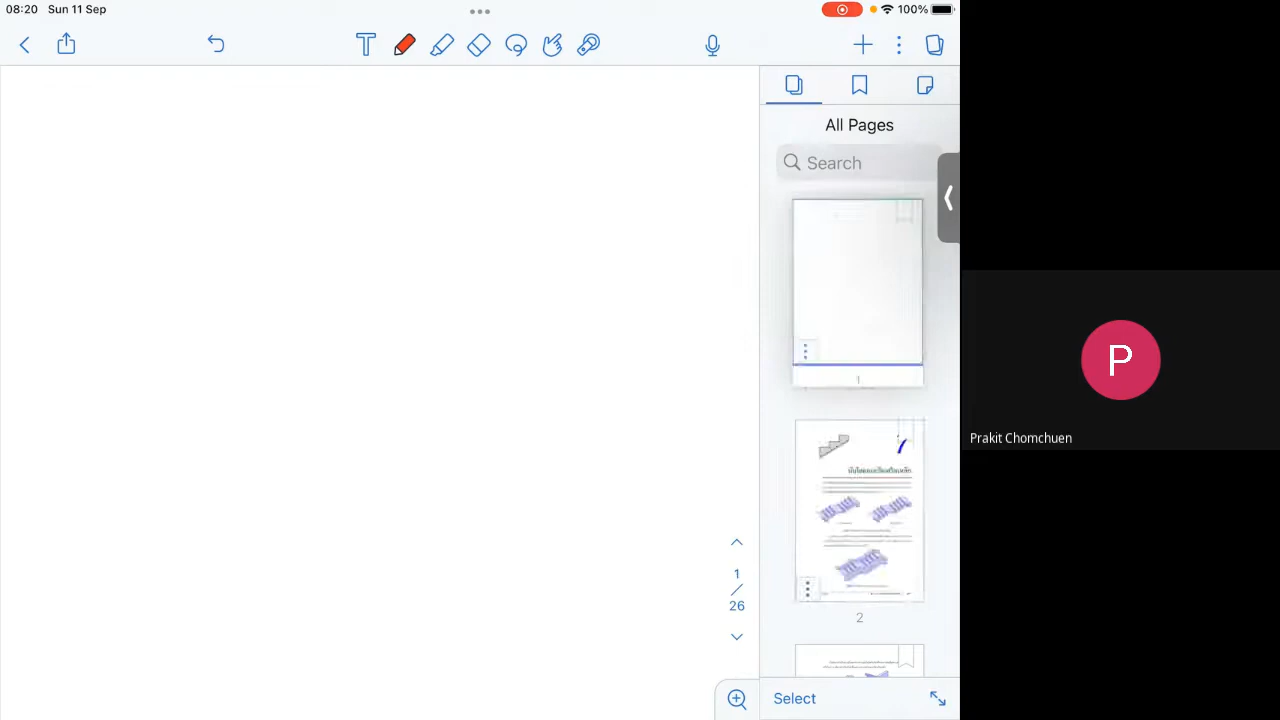 08:20 Sun 11 Sep
100%
All Pages
Search
1
1
26
2
Select
P
Prakit Chomchuen